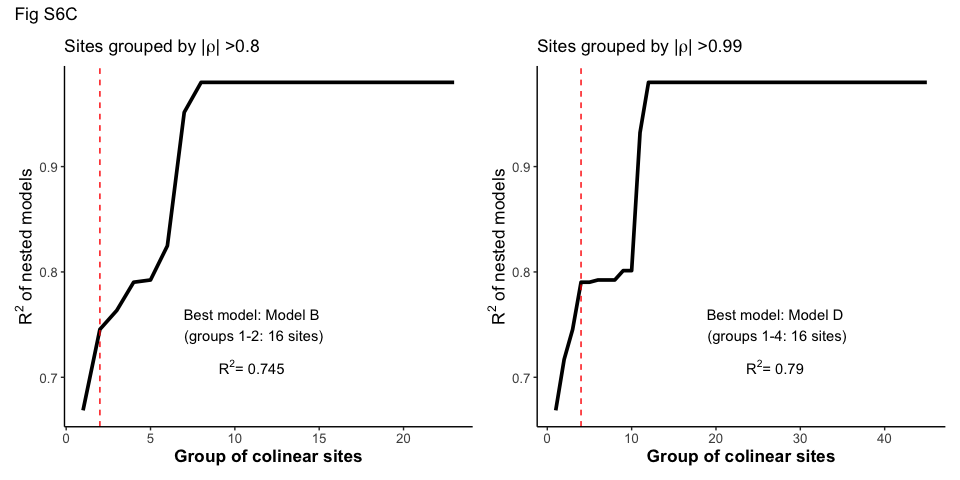 Fig S6C
Sites grouped by |ρ| >0.8
R² of nested models
0.9
0.8
0.7
Best model: Model B
(groups 1-2: 16 sites)
R²= 0.745
0 5 10 15 20
Group of colinear sites
Sites grouped by |ρ| >0.99
R² of nested models
0.9
0.8
0.7
Best model: Model D
(groups 1-4: 16 sites)
R²= 0.79
0 10 20 30 40
Group of colinear sites